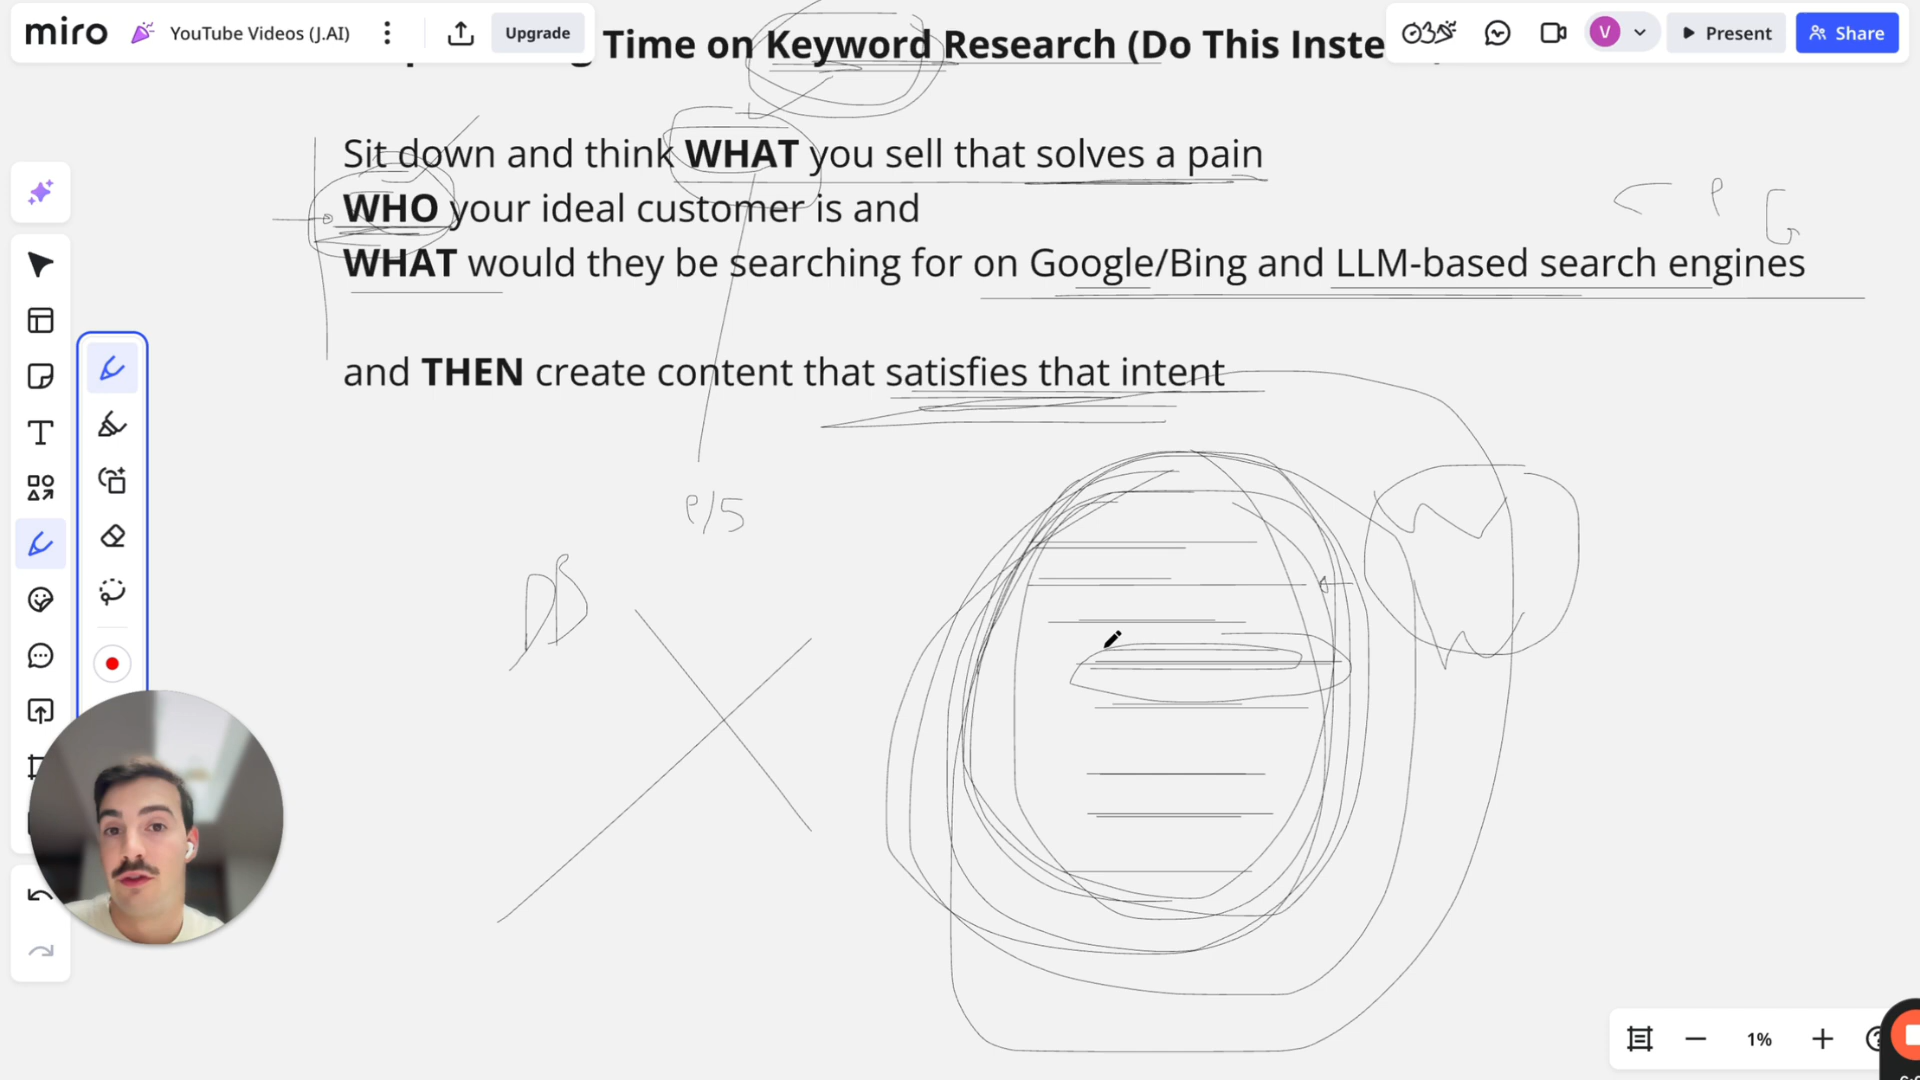 miro
YouTube Videos (J.AI)
Upgrade
Time on Keyword Research (Do This Inste
V
Present
Share
Sit down and think WHAT you sell that solves a pain
WHO your ideal customer is and
WHAT would they be searching for on Google/Bing and LLM-based search engines
and THEN create content that satisfies that intent
P/S
1%